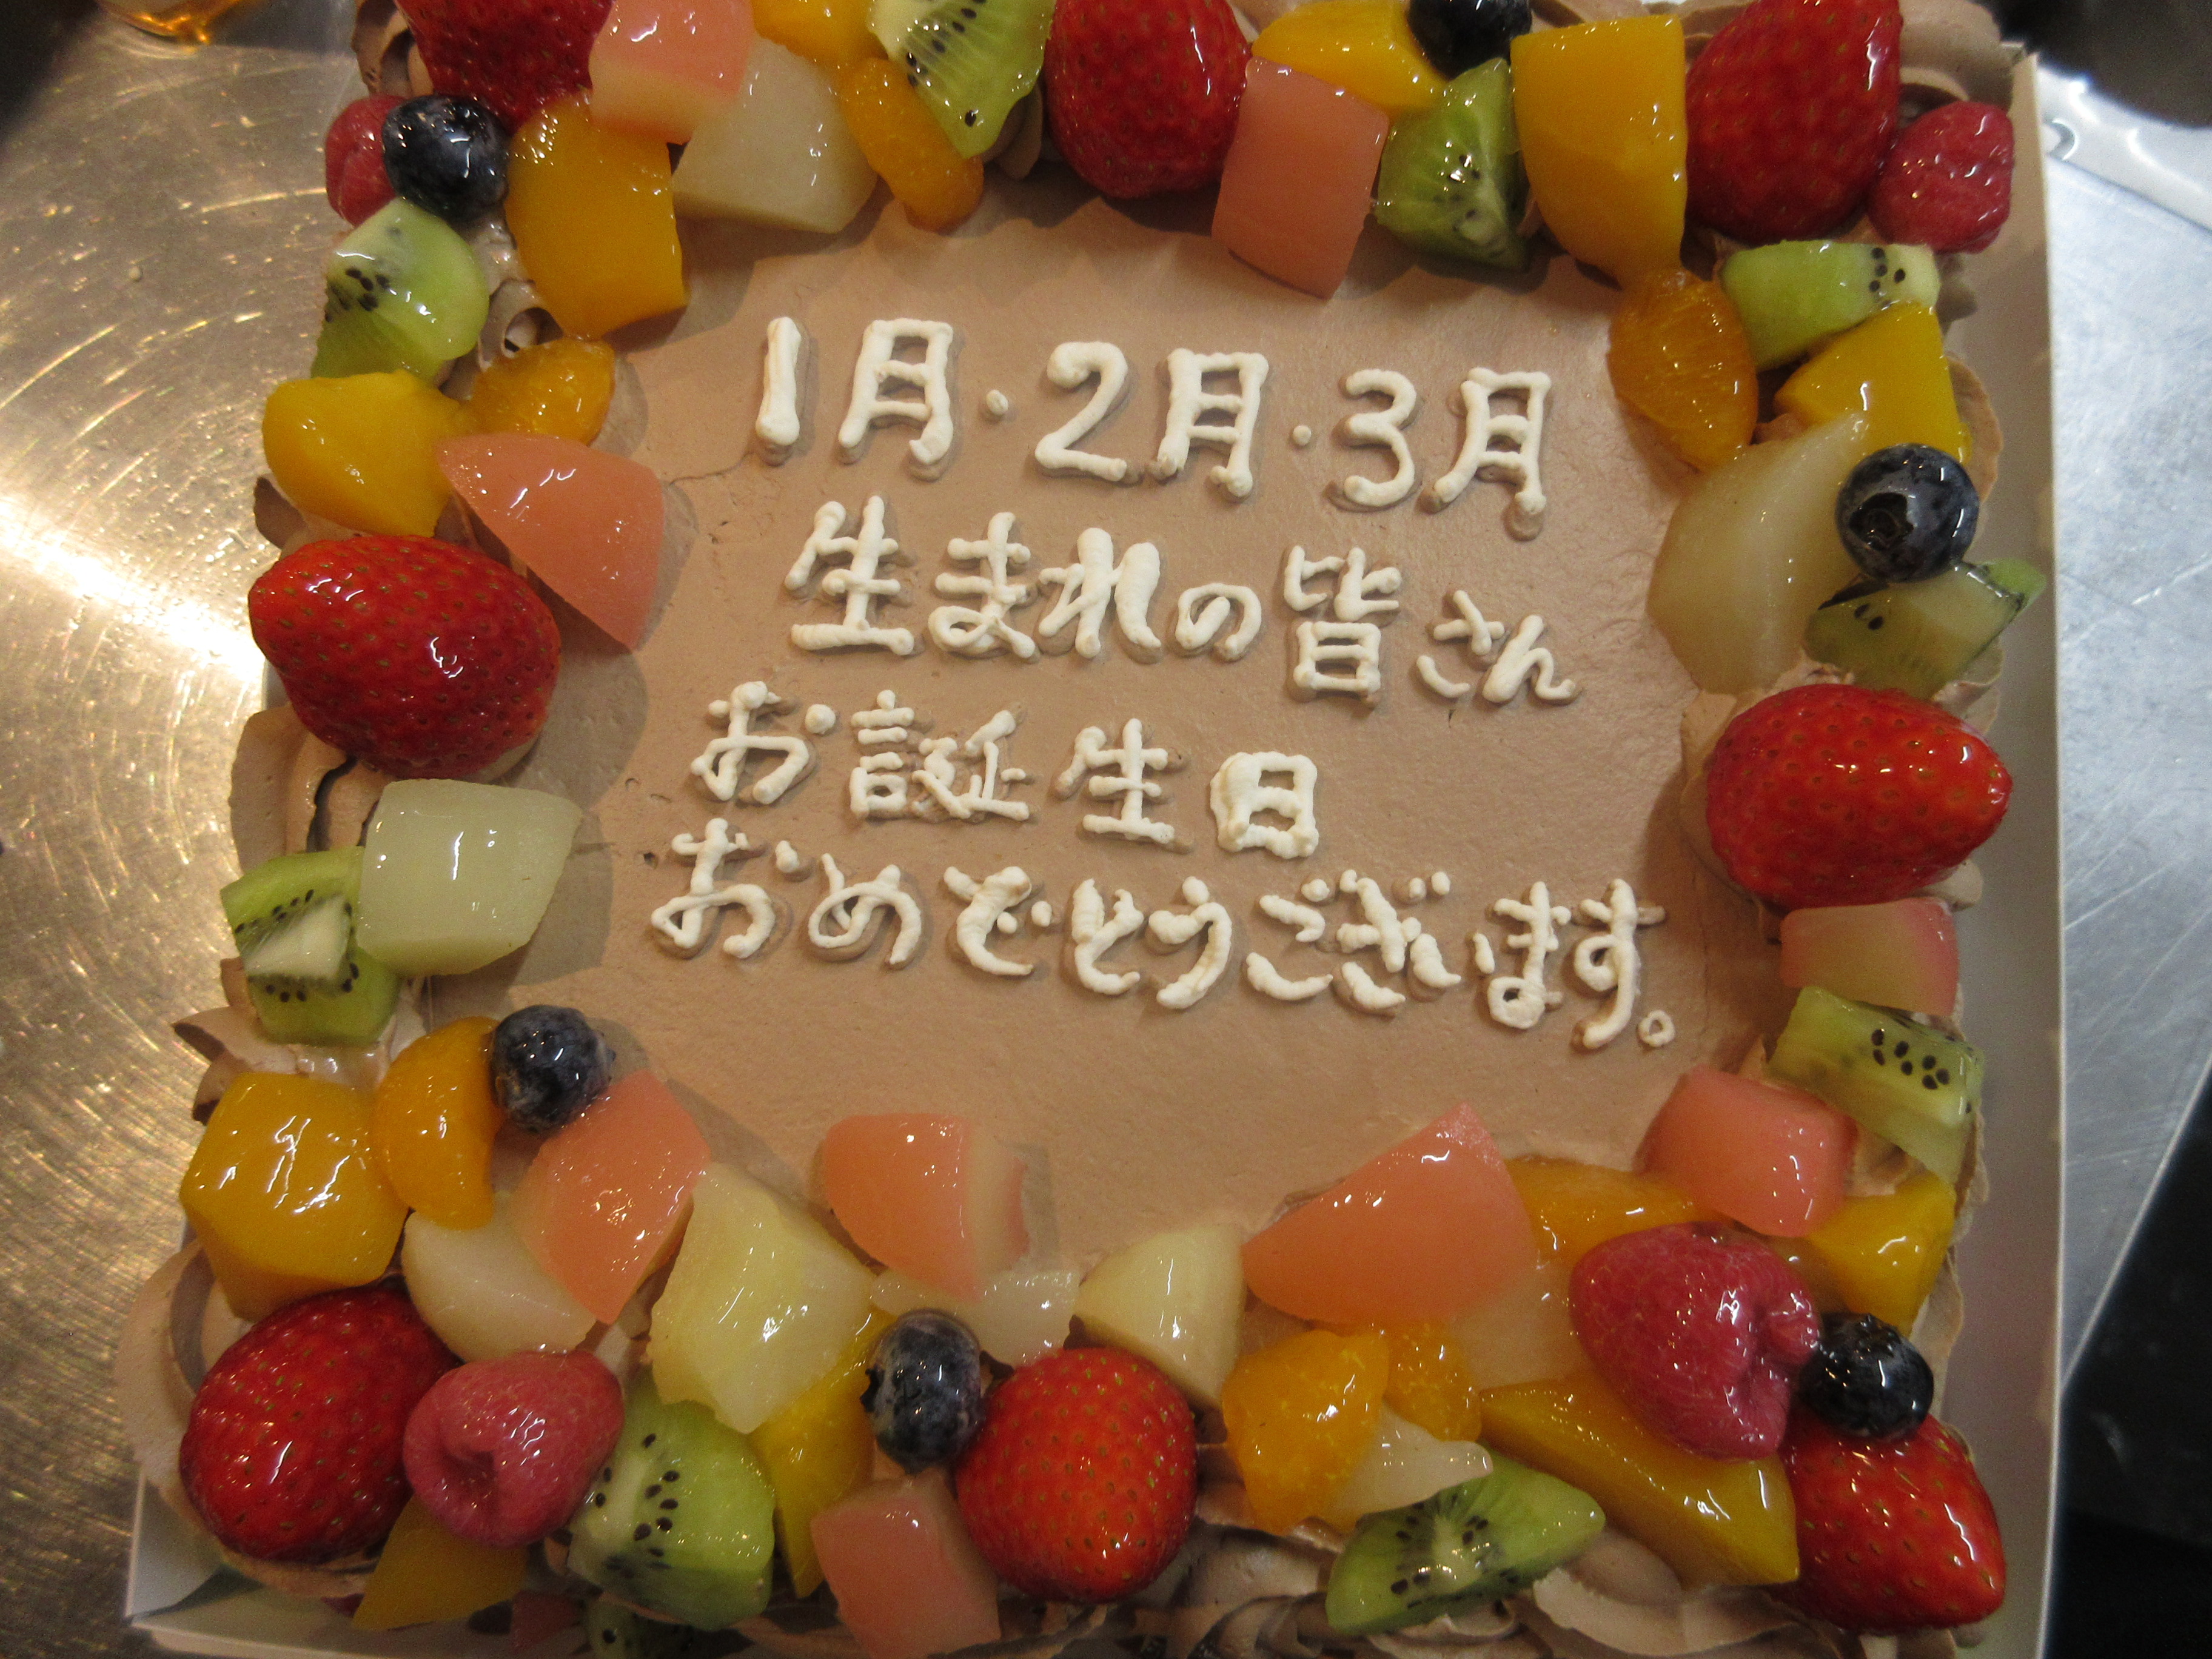 1月・2月・3月
生まれの皆さん
お誕生日
おめでとうございます。